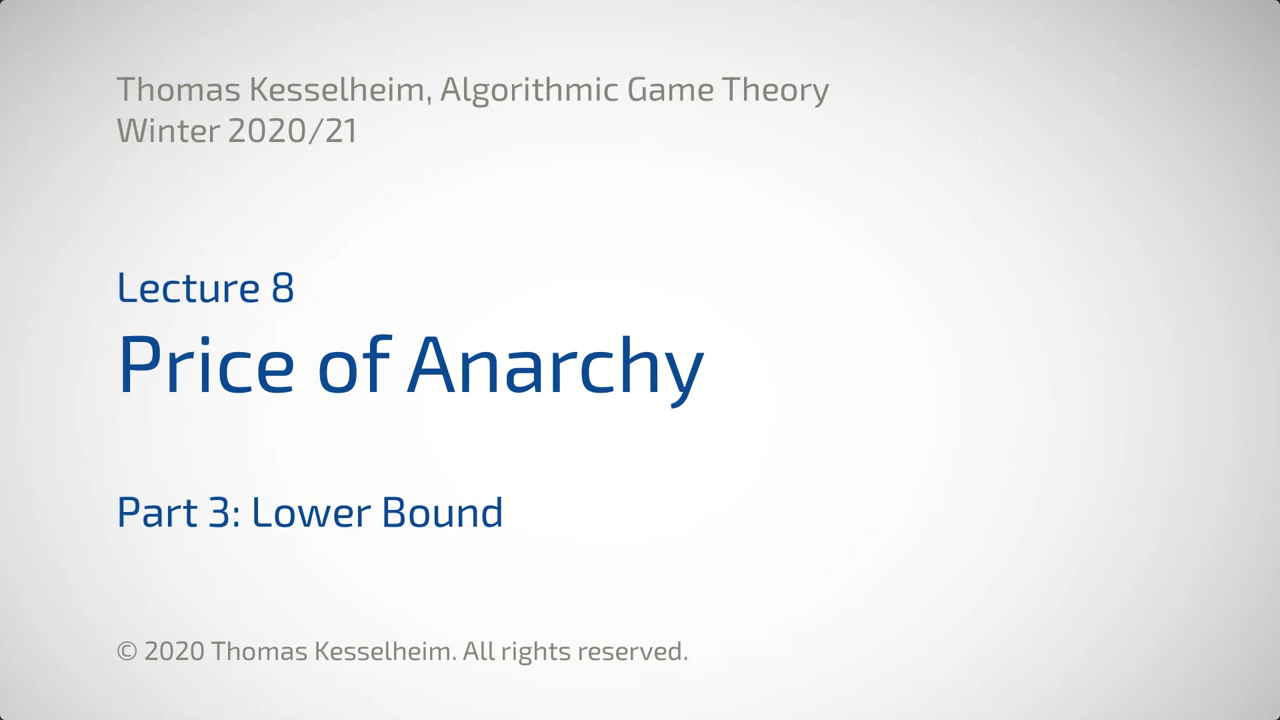 Thomas Kesselheim, Algorithmic Game Theory
Winter 2020/21
Lecture 8
Price of Anarchy
Part 3: Lower Bound
© 2020 Thomas Kesselheim. All rights reserved.